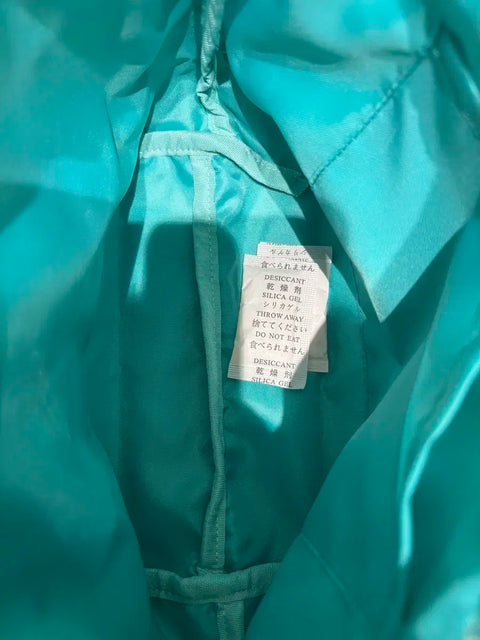 食べられません
DESICCANT
乾燥剤
SILICA GEL
シリカゲル
THROW AWAY
捨ててください
DO NOT EAT
食べられません
DESICCANT
乾燥剤
SILICA GEL